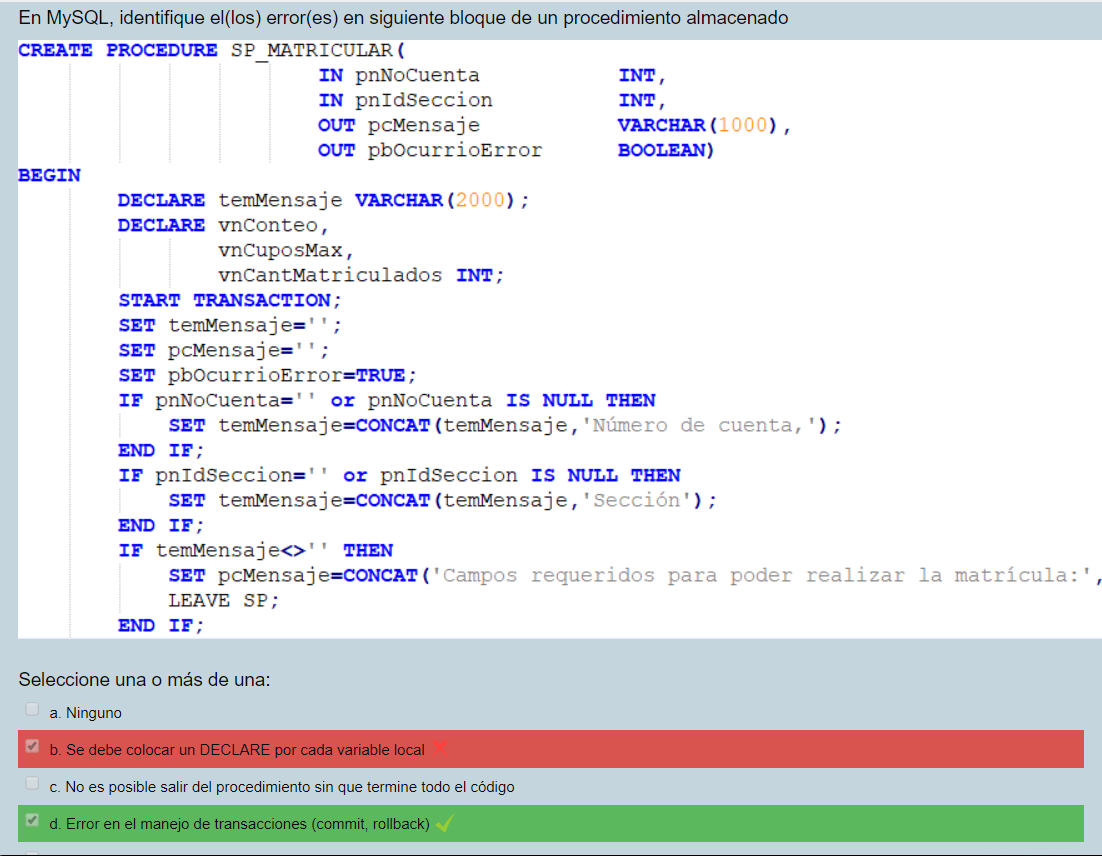 En MySQL, identifique el(los) error(es) en siguiente bloque de un procedimiento almacenado
CREATE PROCEDURE SP_MATRICULAR(
IN pnNoCuenta INT,
IN pnIdSeccion INT,
OUT pcMensaje VARCHAR(1000),
OUT pbOcurrioError BOOLEAN)
BEGIN
DECLARE temMensaje VARCHAR(2000);
DECLARE vnConteo,
vnCuposMax,
vnCantMatriculados INT;
START TRANSACTION;
SET temMensaje='';
SET pcMensaje='';
SET pbOcurrioError=TRUE;
IF pnNoCuenta='' or pnNoCuenta IS NULL THEN
SET temMensaje=CONCAT(temMensaje,'Número de cuenta,');
END IF;
IF pnIdSeccion='' or pnIdSeccion IS NULL THEN
SET temMensaje=CONCAT(temMensaje,'Sección');
END IF;
IF temMensaje<>'' THEN
SET pcMensaje=CONCAT('Campos requeridos para poder realizar la matrícula:',
LEAVE SP;
END IF;
Seleccione una o más de una:
a. Ninguno
b. Se debe colocar un DECLARE por cada variable local
c. No es posible salir del procedimiento sin que termine todo el código
d. Error en el manejo de transacciones (commit, rollback)